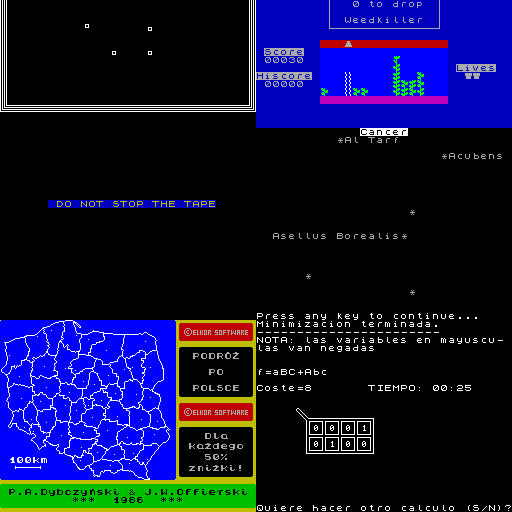 0 to drop
Weedkiller
Score
00030
Hiscore
00000
Lives
DO NOT STOP THE TAPE
Cancer
*Al Tarf
*Acubens
*
Asellus Borealis*
*
*
Press any key to continue...
©ELKOR SOFTWARE
PODRÓŻ
PO
POLSCE
©ELKOR SOFTWARE
Dla
każdego
50%
zniżki!
100km
P.A.Dybczyński & J.W.Offierski
*** 1986 ***
Minimizacion terminada.
NOTA: las variables en mayuscu-
las van negadas
f=aBC+Abc
Coste=8 TIEMPO: 00:25
0 0 0 1
0 1 0 0
Quiere hacer otro calculo (S/N)?